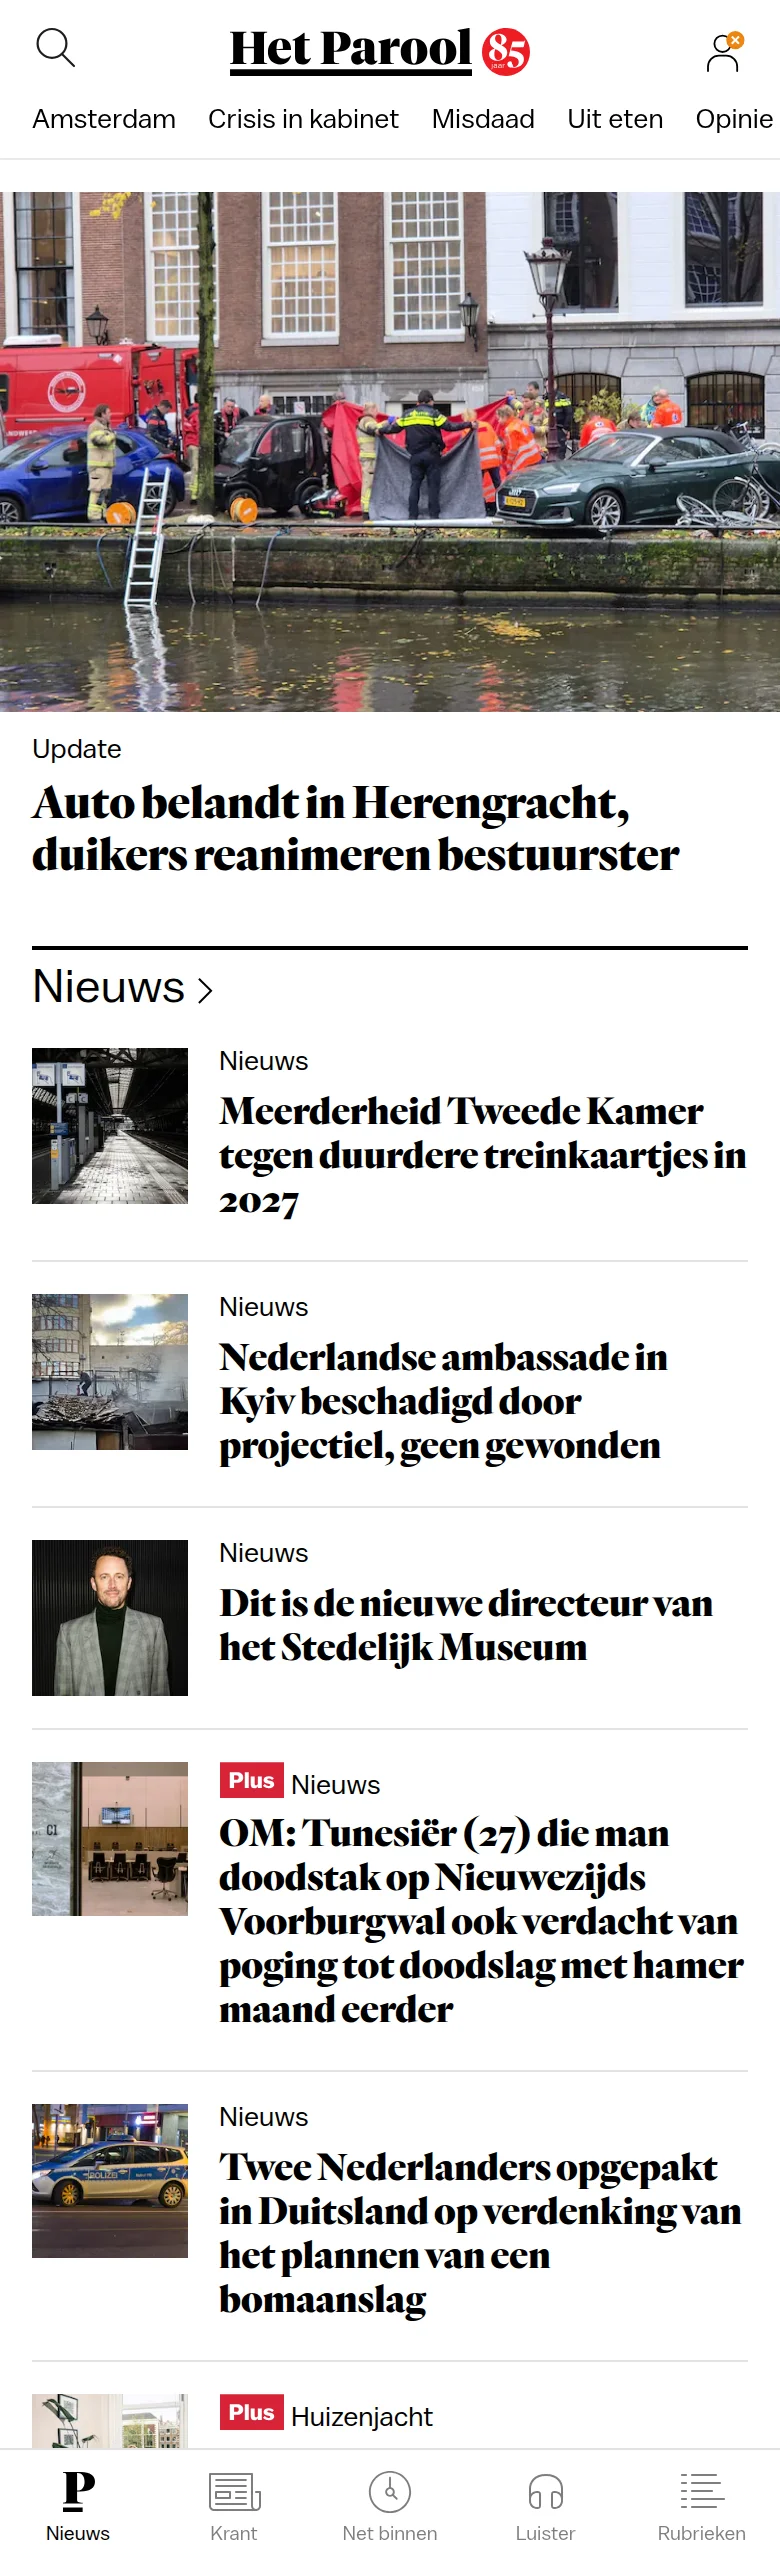 Het Parool 85 jaar
Amsterdam Crisis in kabinet Misdaad Uit eten Opinie
Update
Auto belandt in Herengracht,
duikers reanimeren bestuurster
Nieuws
Nieuws
Meerderheid Tweede Kamer
tegen duurdere treinkaartjes in
2027
Nieuws
Nederlandse ambassade in
Kyiv beschadigd door
projectiel, geen gewonden
Nieuws
Dit is de nieuwe directeur van
het Stedelijk Museum
C1
Plus Nieuws
OM: Tunesiër (27) die man
doodstak op Nieuwezijds
Voorburgwal ook verdacht van
poging tot doodslag met hamer
maand eerder
POLIZEI
Nieuws
Twee Nederlanders opgepakt
in Duitsland op verdenking van
het plannen van een
bomaanslag
Plus Huizenjacht
P
Nieuws Krant Net binnen Luister Rubrieken